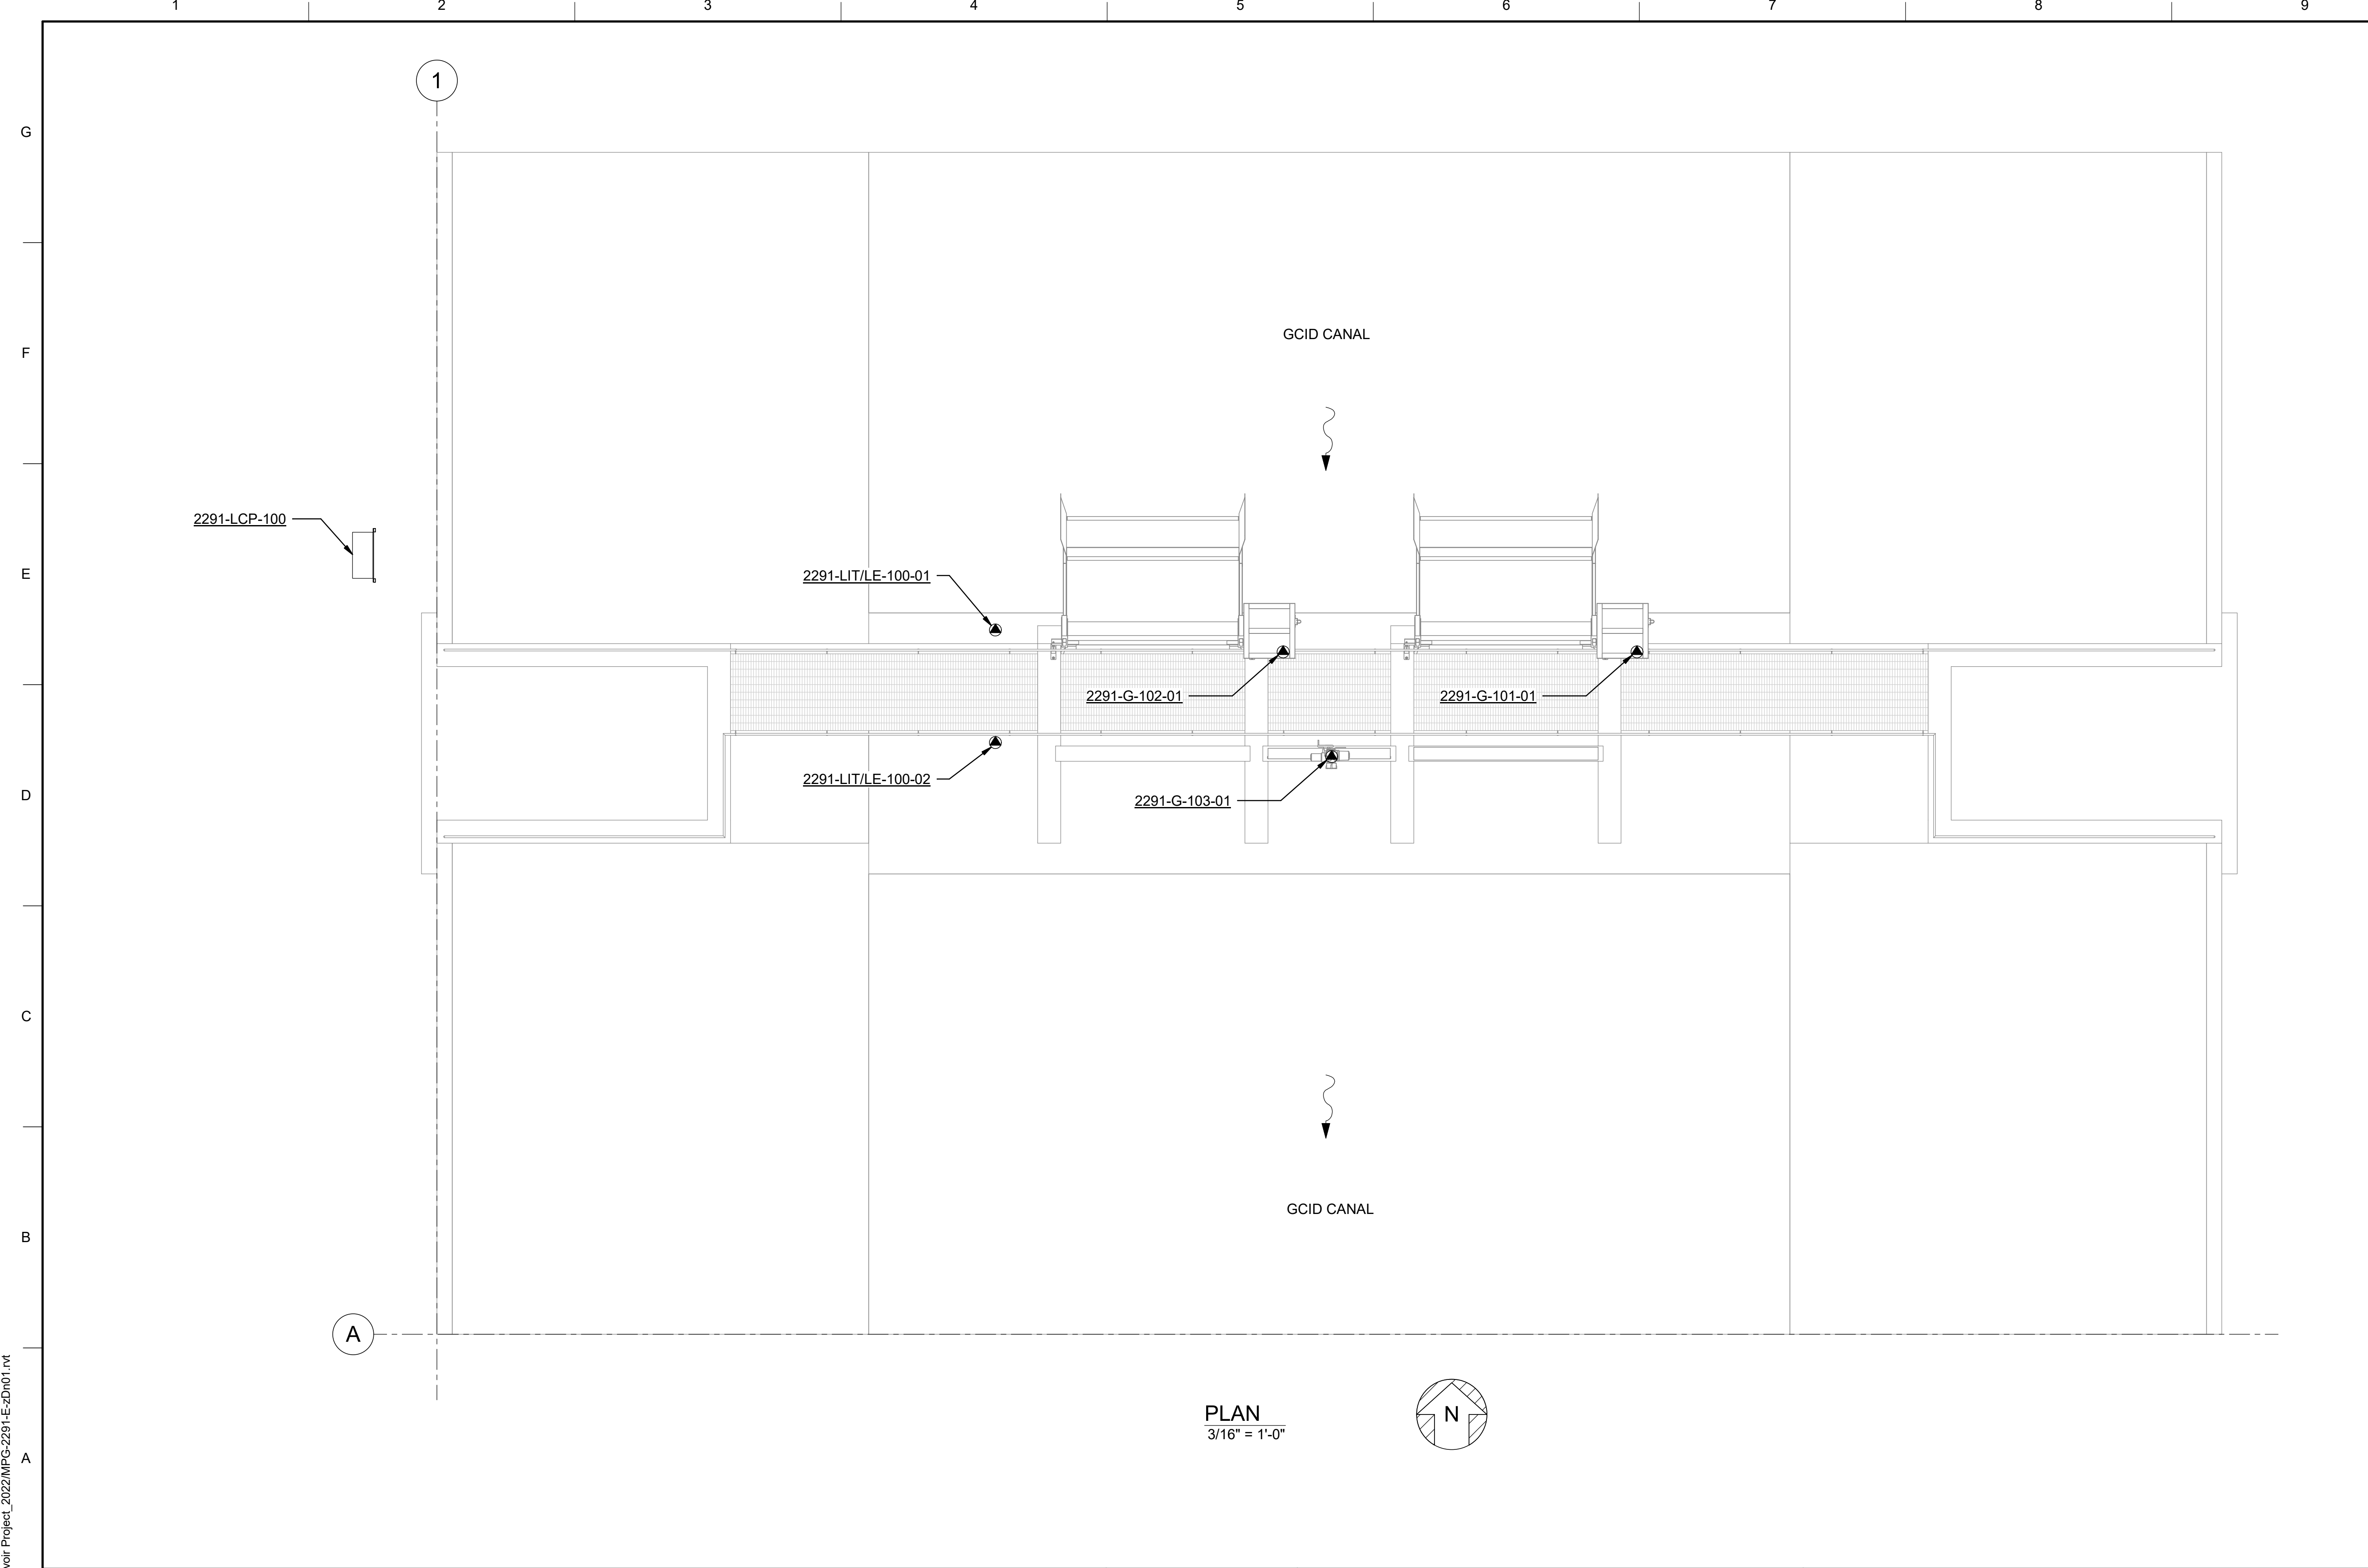 1 2 3 4 5 6 7 8 9
1
G
GCID CANAL
F
2291-LCP-100
E
2291-LIT/LE-100-01
2291-G-102-01
2291-G-101-01
2291-LIT/LE-100-02
D
2291-G-103-01
C
GCID CANAL
B
A
PLAN
N
3/16" = 1'-0"
A
voir Project_2022/MPG-2291-E-zDn01.rvt